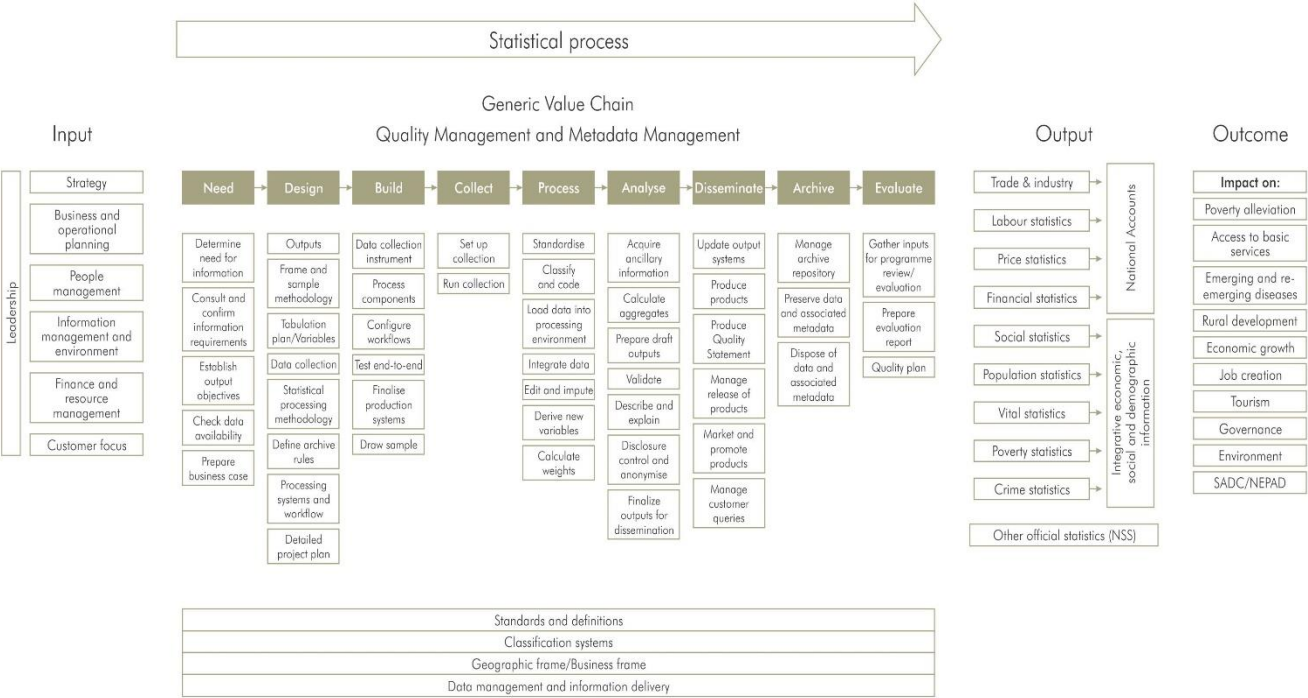 Statistical process
Generic Value Chain
Quality Management and Metadata Management
Input
Leadership
Strategy
Business and
operational
planning
People
management
Information
management and
environment
Finance and
resource
management
Customer focus
Need
Determine
need for
information
Consult and
confirm
information
requirements
Establish
output
objectives
Check data
availability
Prepare
business case
Design
Outputs
Frame and
sample
methodology
Tabulation
plan/Variables
Data collection
Statistical
processing
methodology
Define archive
rules
Processing
systems and
workflow
Detailed
project plan
Build
Data collection
instrument
Process
components
Configure
workflows
Test end-to-end
Finalise
production
systems
Draw sample
Collect
Set up
collection
Run collection
Process
Standardise
Classify
and code
Load data into
processing
environment
Integrate data
Edit and impute
Derive new
variables
Calculate
weights
Analyse
Acquire
ancillary
information
Calculate
aggregates
Prepare draft
outputs
Validate
Describe and
explain
Disclosure
control and
anonymise
Finalize
outputs for
dissemination
Disseminate
Update output
systems
Produce
products
Produce
Quality
Statement
Manage
release of
products
Market and
promote
products
Manage
customer
queries
Archive
Manage
archive
repository
Preserve data
and associated
metadata
Dispose of
data and
associated
metadata
Evaluate
Gather inputs
for programme
review/
evaluation
Prepare
evaluation
report
Quality plan
Standards and definitions
Classification systems
Geographic frame/Business frame
Data management and information delivery
Output
Trade & industry
Labour statistics
Price statistics
Financial statistics
Social statistics
Population statistics
Vital statistics
Poverty statistics
Crime statistics
National Accounts
Integrative economic,
social and demographic
information
Other official statistics (NSS)
Outcome
Impact on:
Poverty alleviation
Access to basic
services
Emerging and re-
emerging diseases
Rural development
Economic growth
Job creation
Tourism
Governance
Environment
SADC/NEPAD